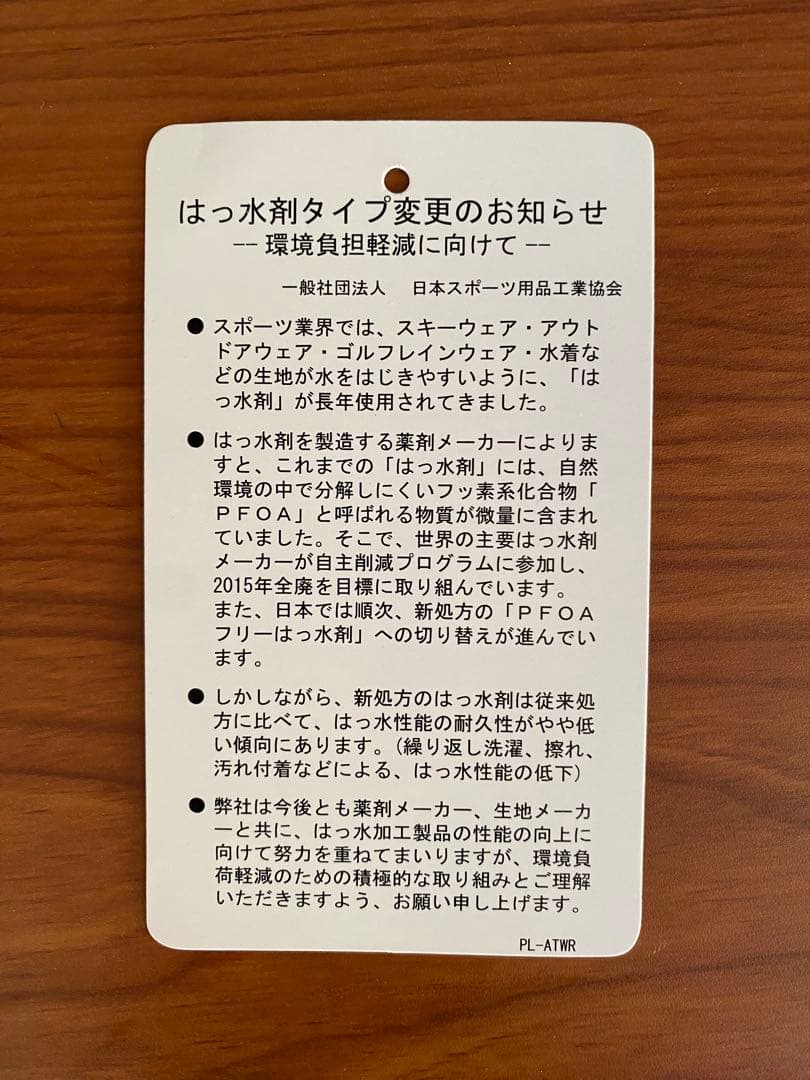 はっ水剤タイプ変更のお知らせ
-- 環境負担軽減に向けて --
一般社団法人　日本スポーツ用品工業協会
● スポーツ業界では、スキーウェア・アウト
ドアウェア・ゴルフレインウェア・水着な
どの生地が水をはじきやすいように、「は
っ水剤」が長年使用されてきました。
● はっ水剤を製造する薬剤メーカーによりま
すと、これまでの「はっ水剤」には、自然
環境の中で分解しにくいフッ素系化合物「
ＰＦＯＡ」と呼ばれる物質が微量に含まれ
ていました。そこで、世界の主要はっ水剤
メーカーが自主削減プログラムに参加し、
2015年全廃を目標に取り組んでいます。
また、日本では順次、新処方の「ＰＦＯＡ
フリーはっ水剤」への切り替えが進んでい
ます。
● しかしながら、新処方のはっ水剤は従来処
方に比べて、はっ水性能の耐久性がやや低
い傾向にあります。(繰り返し洗濯、擦れ、
汚れ付着などによる、はっ水性能の低下)
● 弊社は今後とも薬剤メーカー、生地メーカ
ーと共に、はっ水加工製品の性能の向上に
向けて努力を重ねてまいりますが、環境負
荷軽減のための積極的な取り組みとご理解
いただきますよう、お願い申し上げます。
PL-ATWR